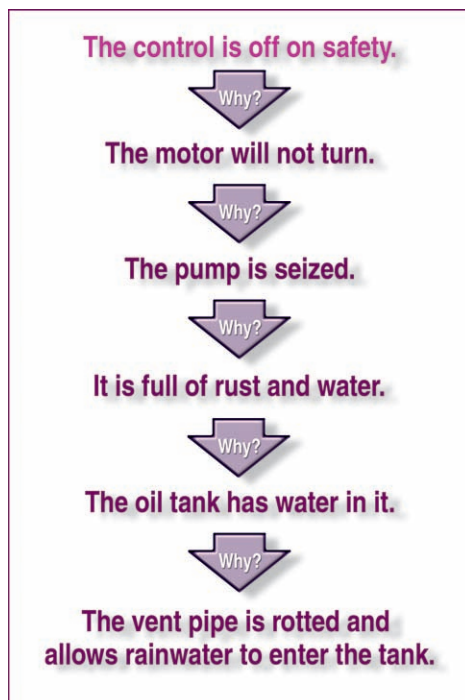 The control is off on safety.
Why?
The motor will not turn.
Why?
The pump is seized.
Why?
It is full of rust and water.
Why?
The oil tank has water in it.
Why?
The vent pipe is rotted and
allows rainwater to enter the tank.